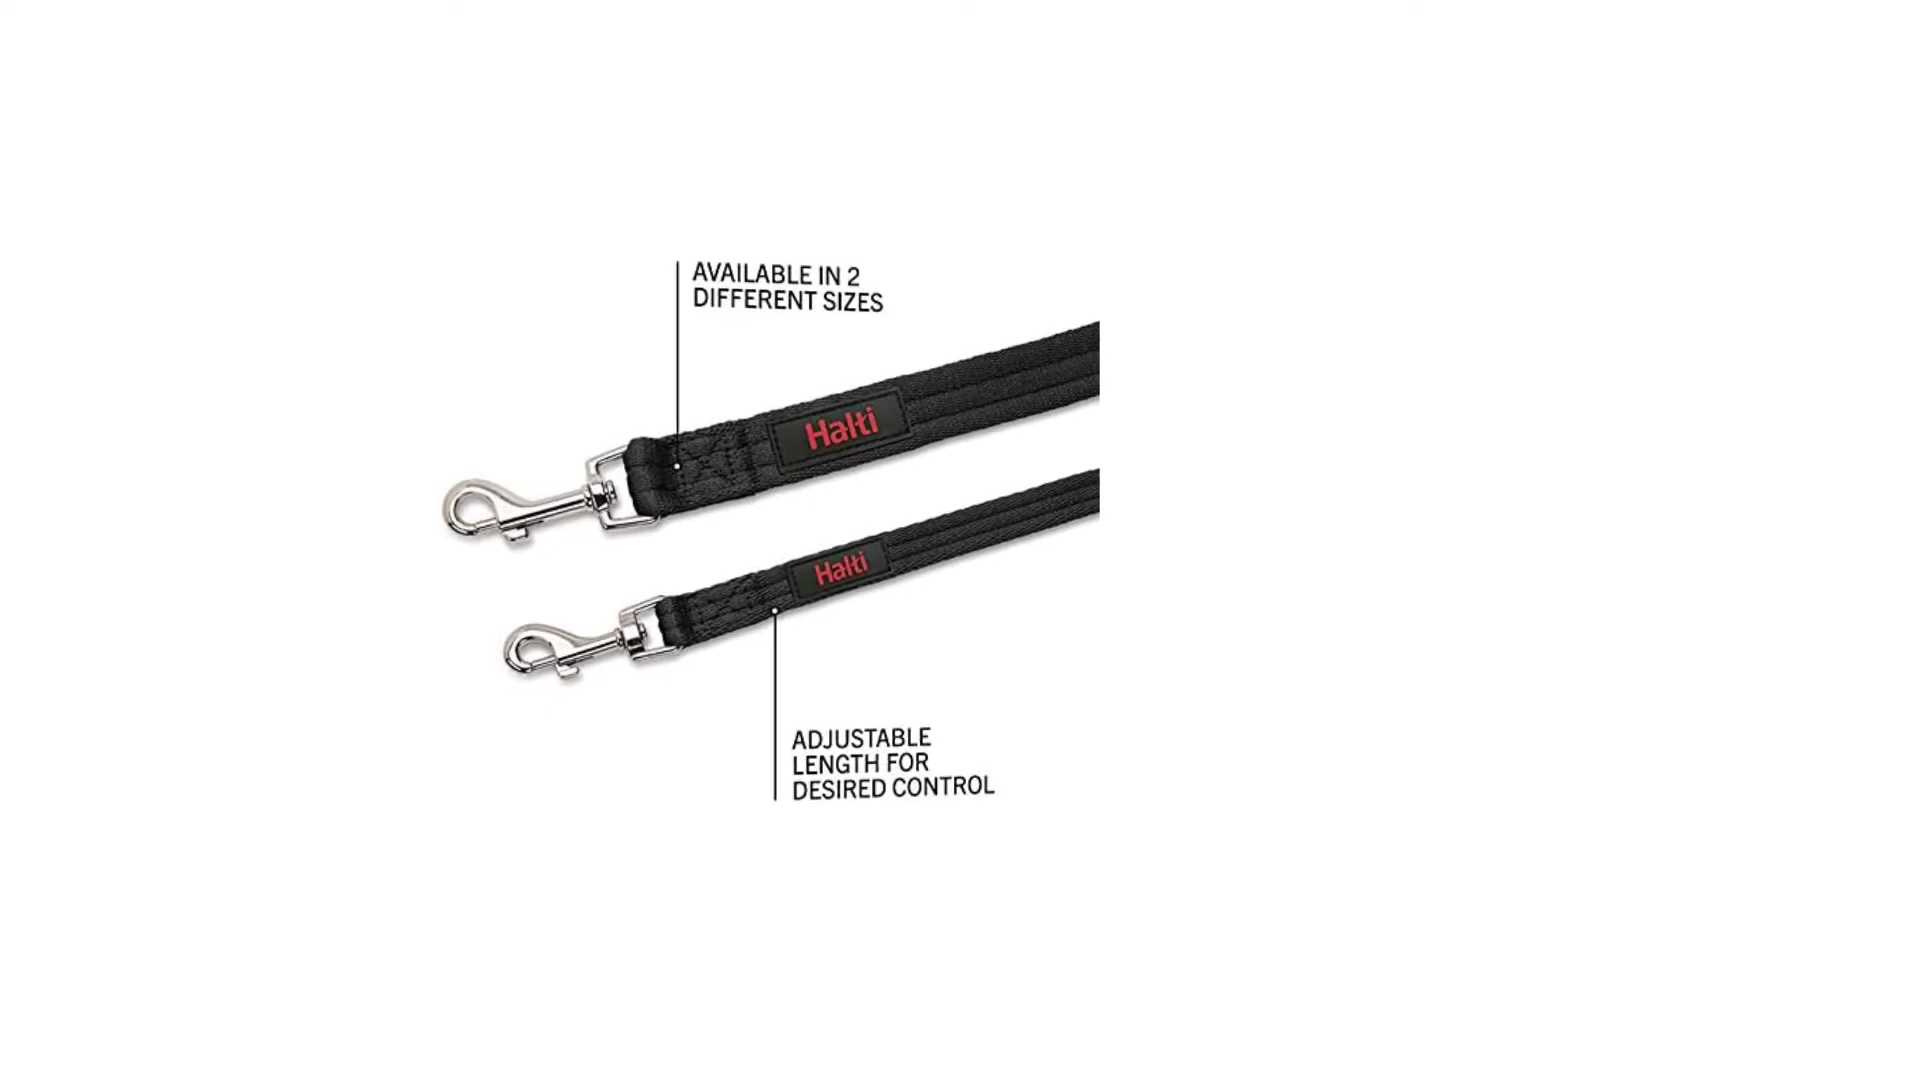 AVAILABLE IN 2
DIFFERENT SIZES
Halti
Halti
ADJUSTABLE
LENGTH FOR
DESIRED CONTROL